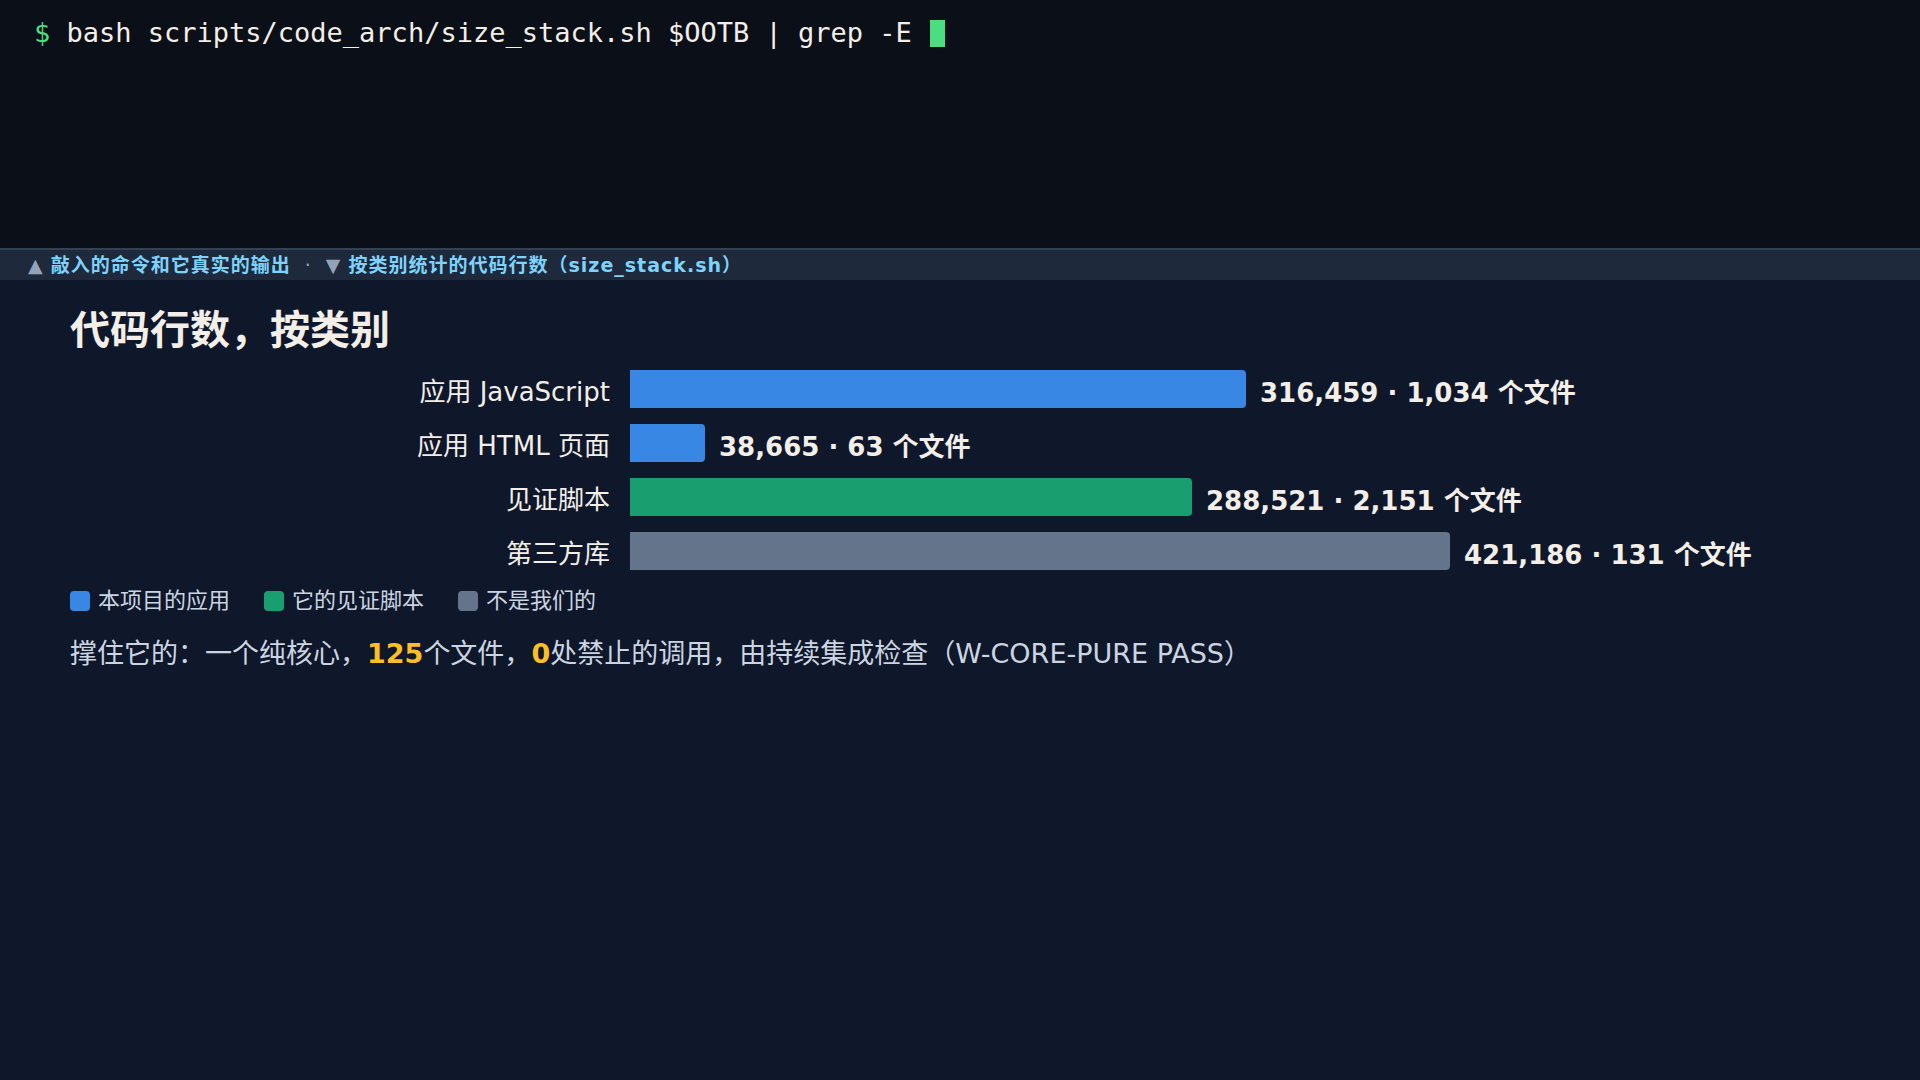 $ bash scripts/code_arch/size_stack.sh $OOTB | grep -E
▲ 敲入的命令和它真实的输出 · ▼ 按类别统计的代码行数（size_stack.sh）
代码行数，按类别
应用 JavaScript 316,459 · 1,034 个文件
应用 HTML 页面 38,665 · 63 个文件
见证脚本 288,521 · 2,151 个文件
第三方库 421,186 · 131 个文件
本项目的应用 它的见证脚本 不是我们的
撑住它的：一个纯核心，125个文件，0处禁止的调用，由持续集成检查（W-CORE-PURE PASS）